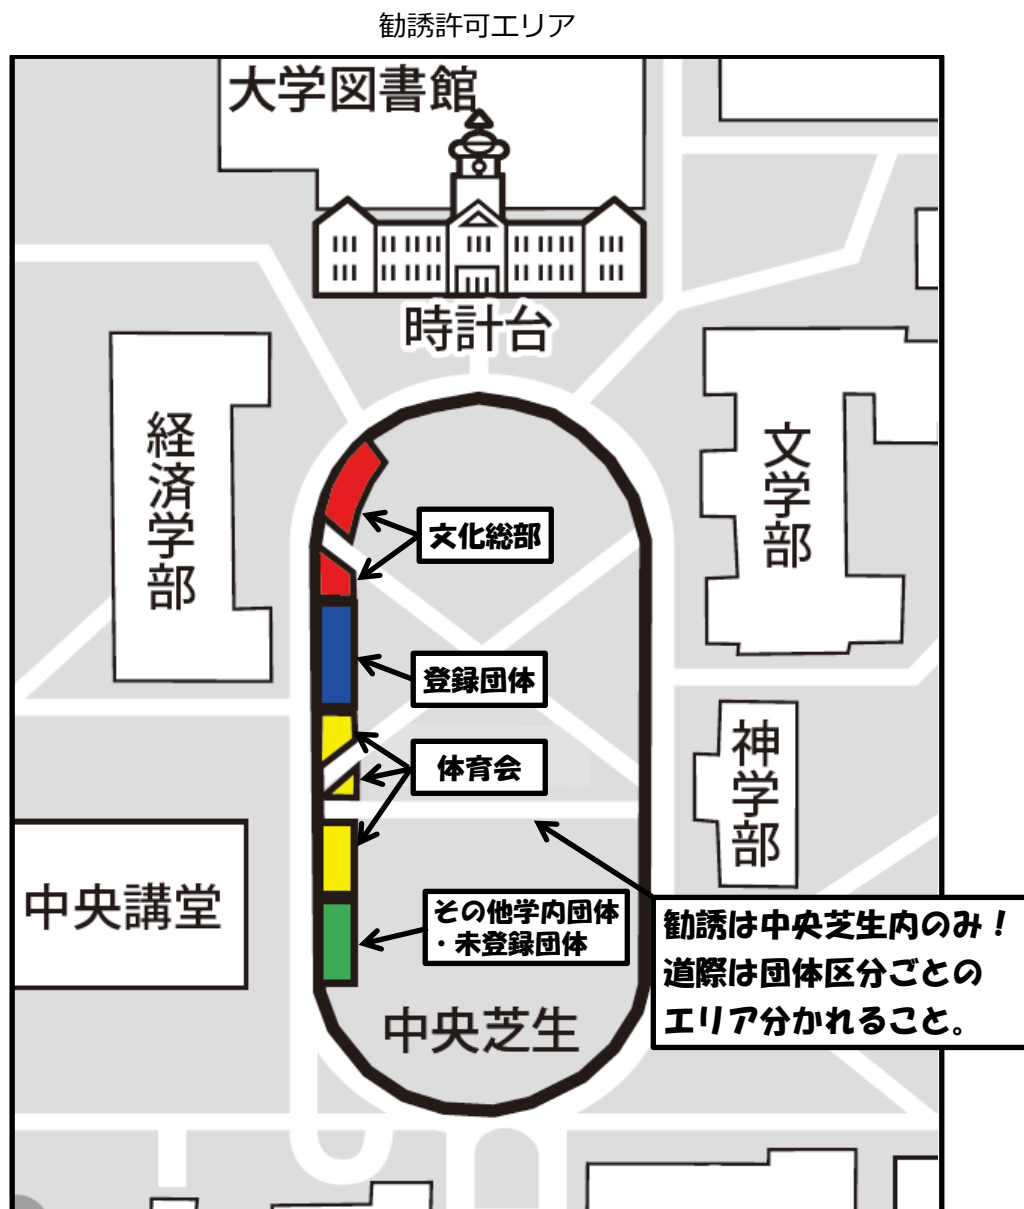 勧誘許可エリア
大学図書館
時計台
経済学部
文学部
文化総部
登録団体
体育会
神学部
中央講堂
その他学内団体
・未登録団体
勧誘は中央芝生内のみ！
道際は団体区分ごとの
エリア分かれること。
中央芝生